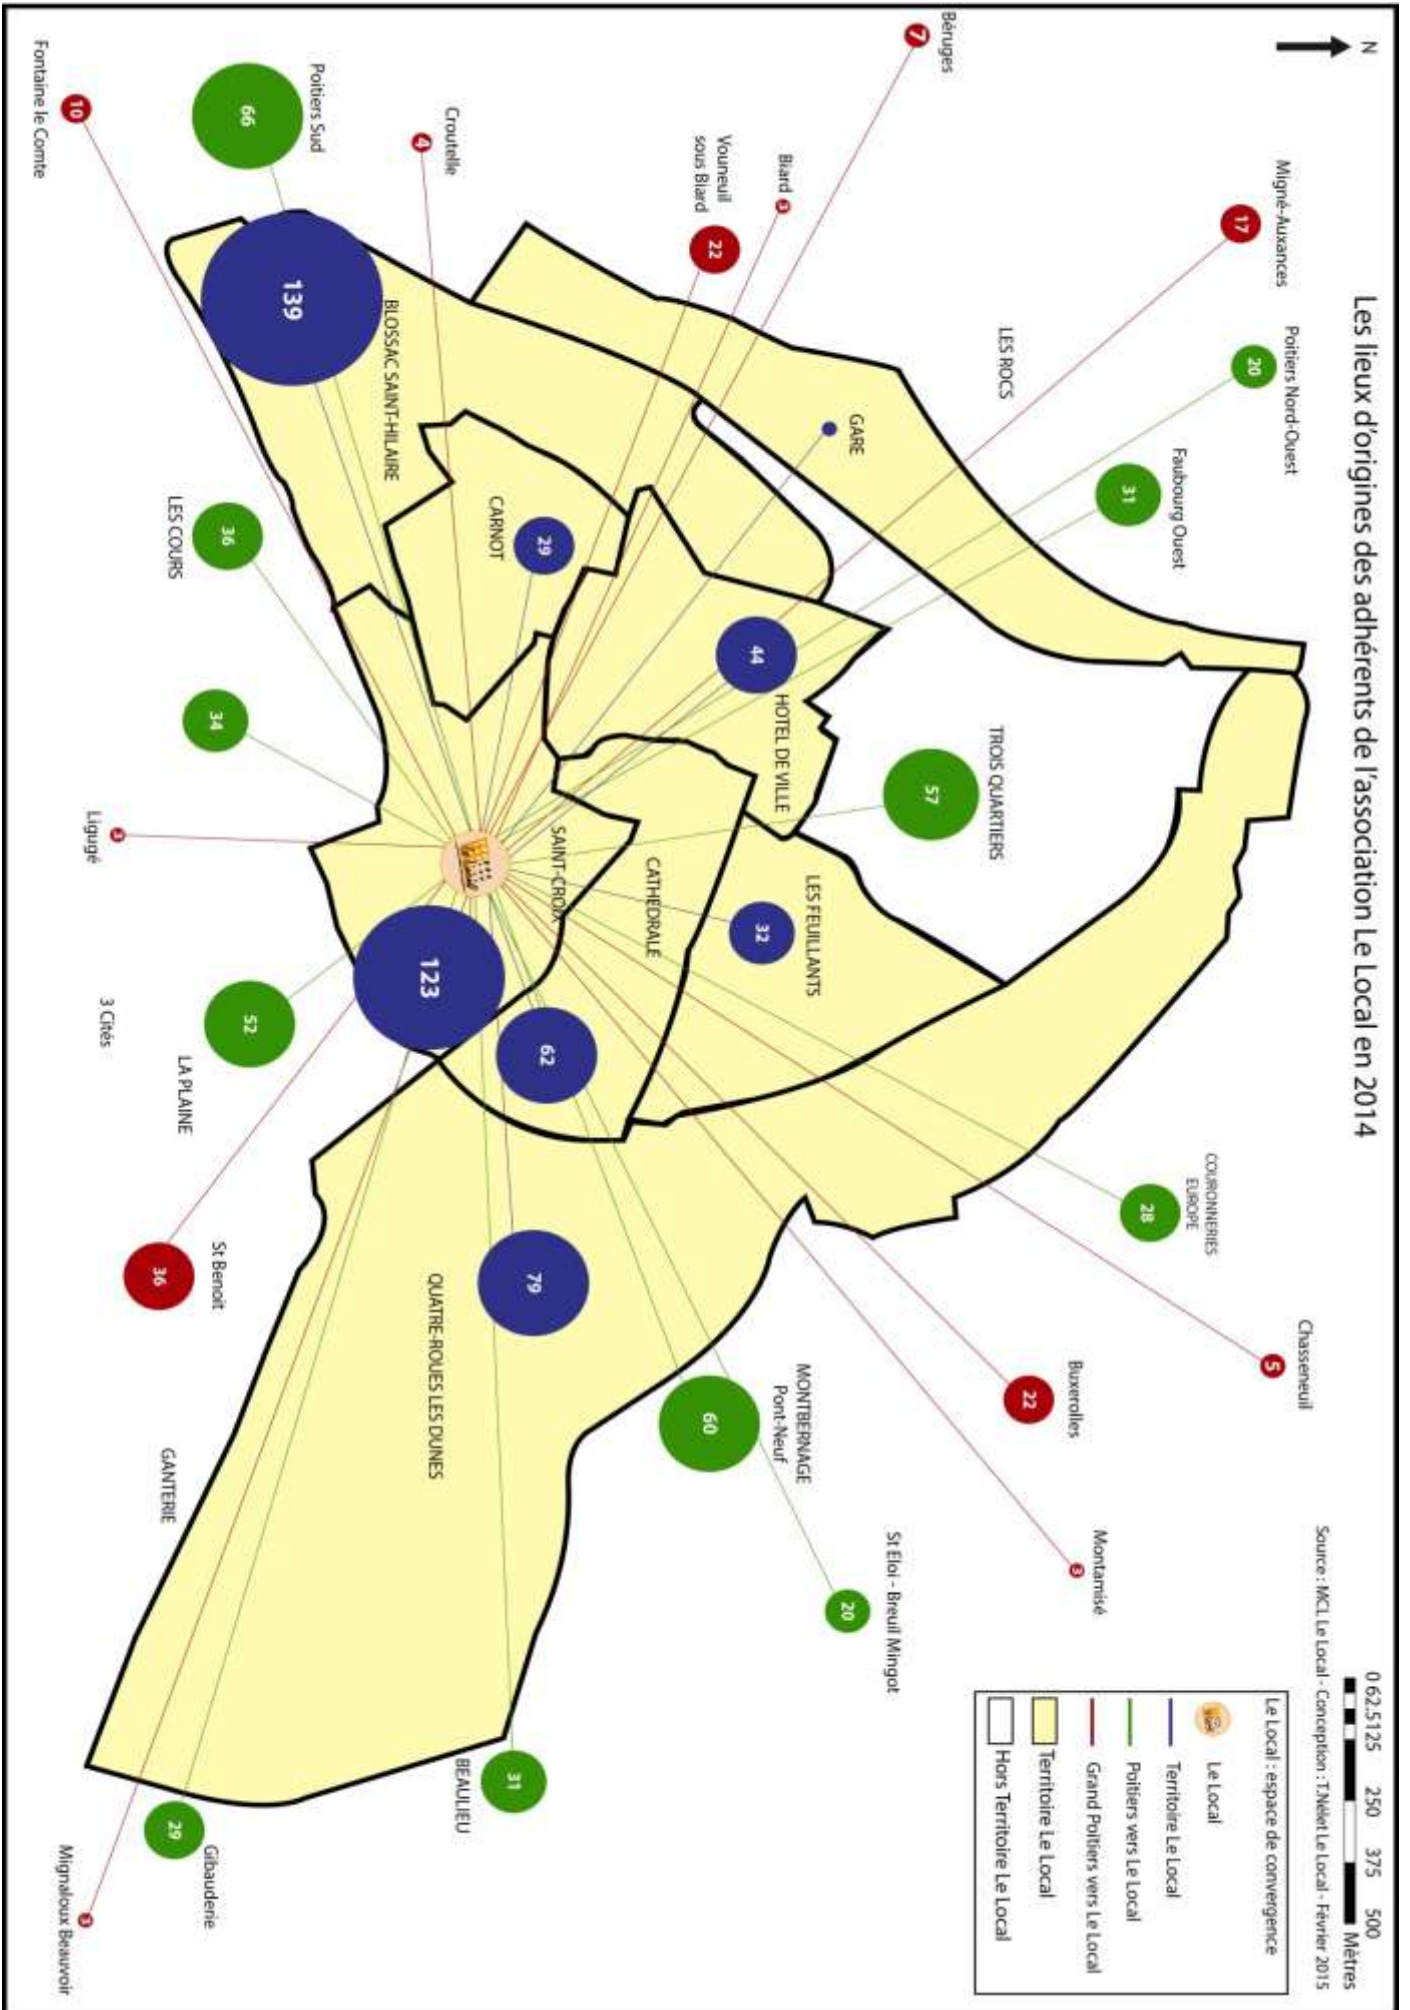 Les lieux d'origines des adhérents de l'association Le Local en 2014
N
0 62.5125 250 375 500
Mètres
Source : MCL Le Local - Conception : T.Nélet Le Local - Février 2015
Le Local : espace de convergence
Le Local
Territoire Le Local
Poitiers vers Le Local
Grand Poitiers vers Le Local
Territoire Le Local
Hors Territoire Le Local
Migné-Auxances
17
Poitiers Nord-Ouest
20
Faubourg Ouest
31
Chasseneuil
5
COURONNERIES
EUROPE
28
Buxerolles
22
Montamisé
3
Béruges
7
LES ROCS
TROIS QUARTIERS
57
St Eloi - Breuil Mingot
20
GARE
Biard
3
Vouneuil
sous Biard
22
44
HOTEL DE VILLE
LES FEUILLANTS
32
MONTBERNAGE
Pont-Neuf
60
CATHEDRALE
62
SAINT-CROIX
29
CARNOT
79
QUATRE-ROUES LES DUNES
31
BEAULIEU
Croutelle
4
BLOSSAC SAINT-HILAIRE
139
123
Poitiers Sud
66
36
LES COURS
34
52
LA PLAINE
St Benoit
36
GANTERIE
Gibauderie
29
Fontaine le Comte
10
Ligugé
3
3 Cités
Mignaloux Beauvoir
3